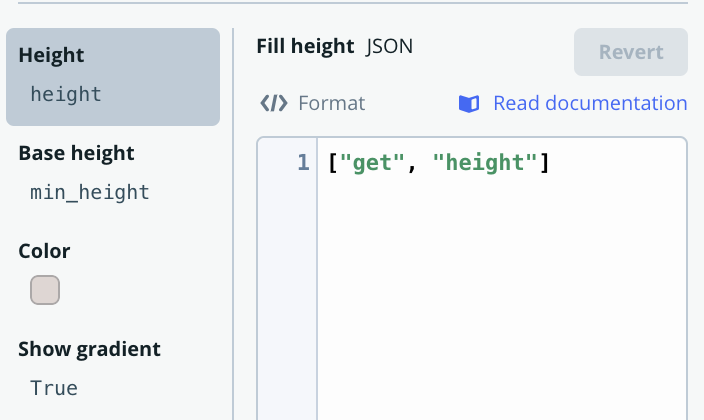 Height
height
Base height
min_height
Color
Show gradient
True
Fill height JSON
Revert
</> Format
Read documentation
1 ["get", "height"]